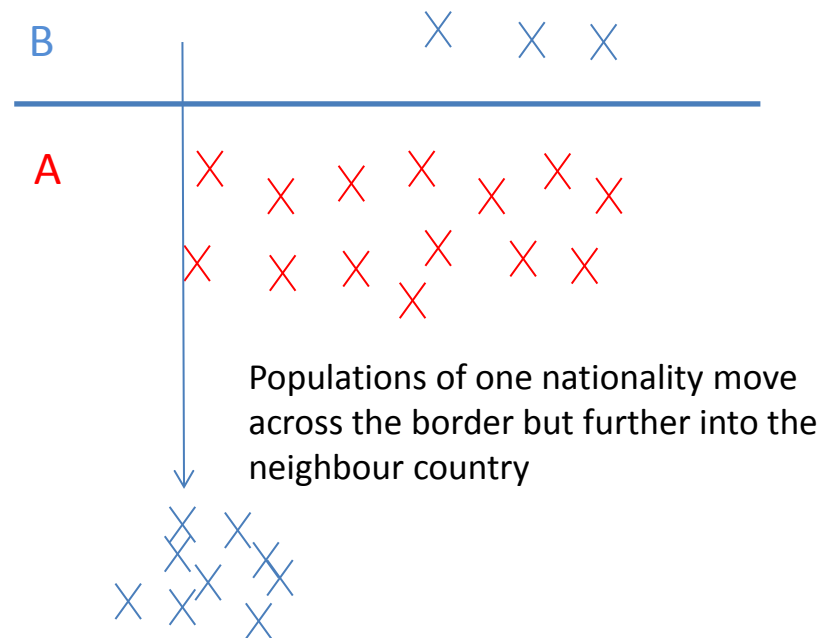 B
A
Populations of one nationality move
across the border but further into the
neighbour country